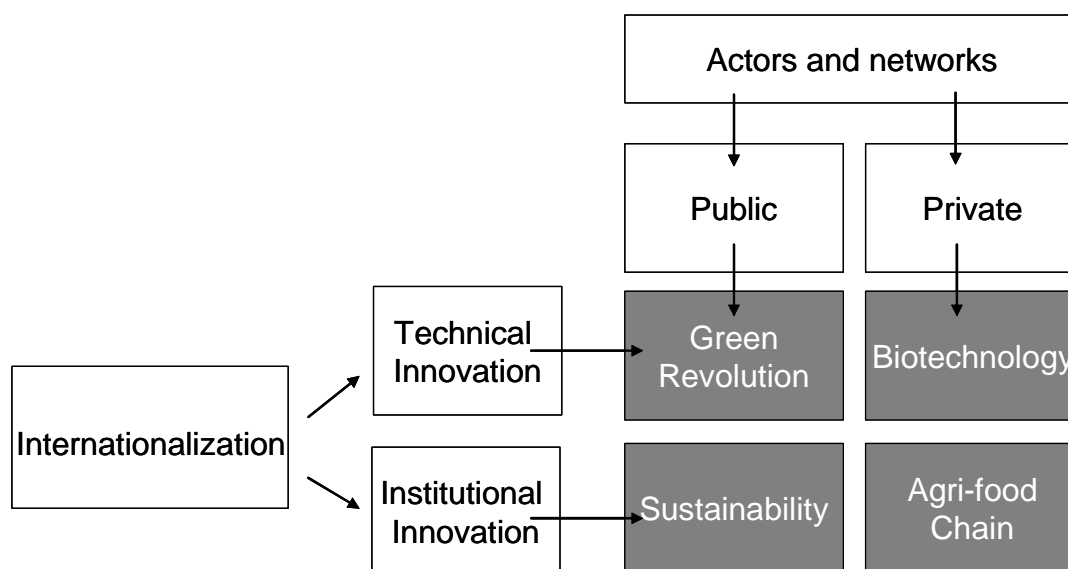 Actors and networks
Public
Private
Technical
Innovation
Green
Revolution
Biotechnology
Internationalization
Institutional
Innovation
Sustainability
Agri-food
Chain